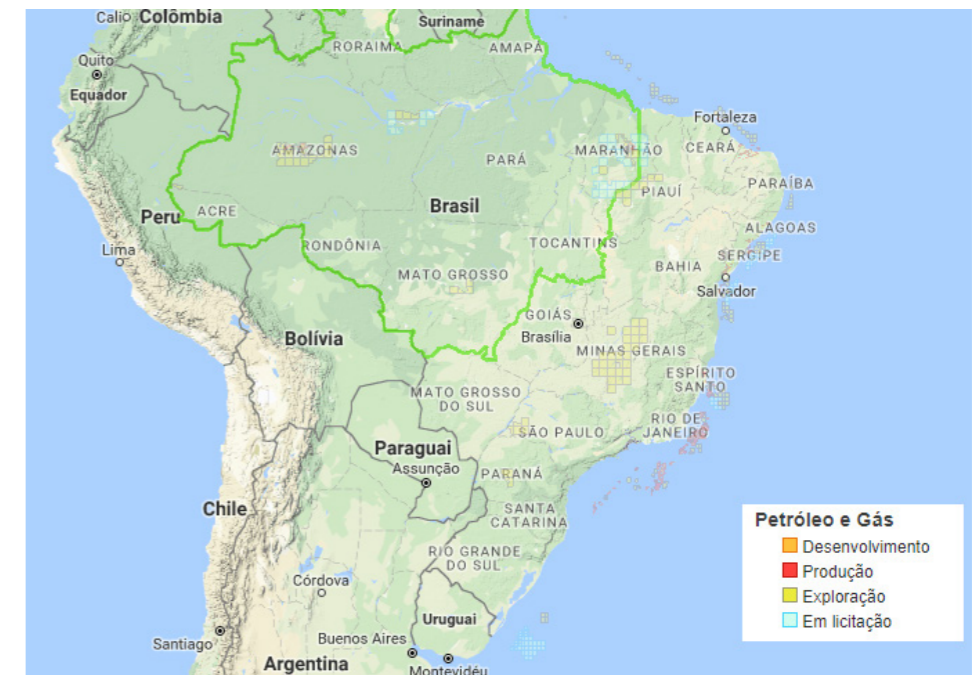 Cali
Colômbia
Suriname
RORAIMA
AMAPÁ
Quito
Equador
Fortaleza
AMAZONAS
PARÁ
MARANHÃO
CEARÁ
PIAUÍ
PARAÍBA
Peru
ACRE
Brasil
ALAGOAS
Lima
RONDÔNIA
TOCANTINS
SERGIPE
MATO GROSSO
BAHIA
Salvador
GOIÁS
Brasília
Bolívia
MINAS GERAIS
ESPÍRITO
SANTO
MATO GROSSO
DO SUL
RIO DE
JANEIRO
SÃO PAULO
Paraguai
Assunção
PARANÁ
Chile
SANTA
CATARINA
RIO GRANDE
DO SUL
Córdova
Uruguai
Santiago
Buenos Aires
Argentina
Montevidéu
Petróleo e Gás
Desenvolvimento
Produção
Exploração
Em licitação